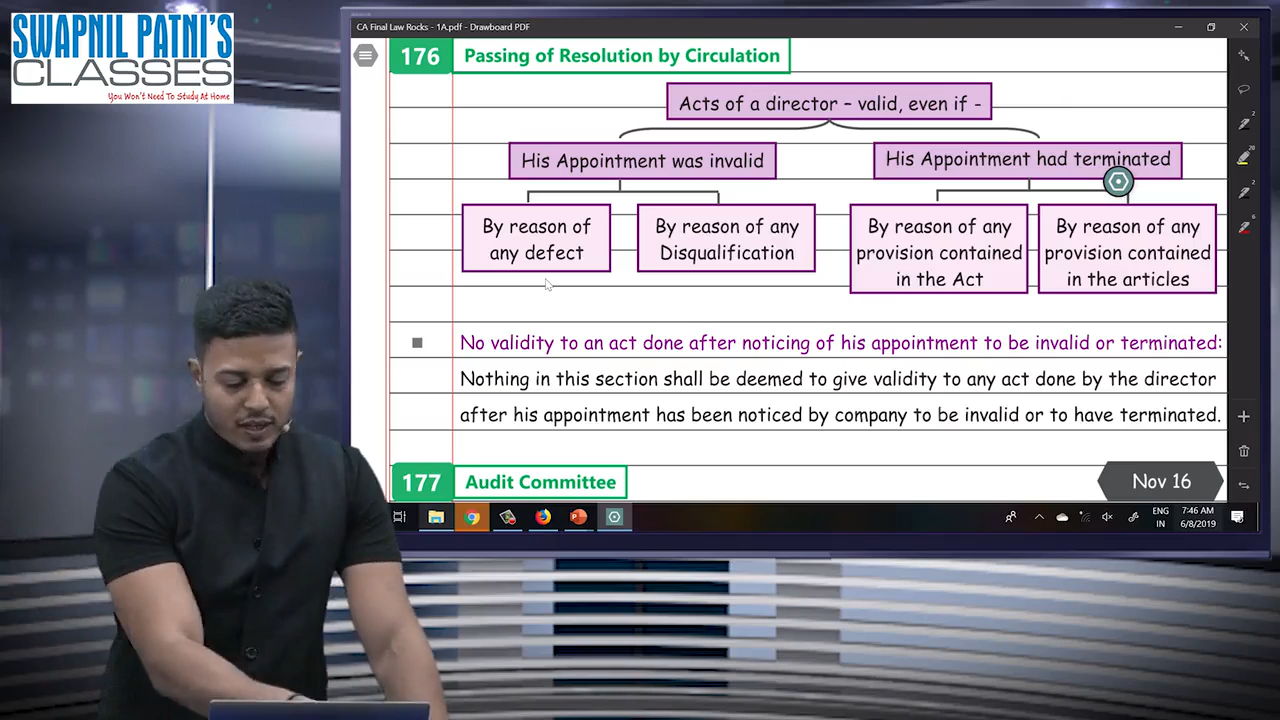 SWAPNIL PATNI'S
CLASSES
You Won't Need To Study At Home
CA Final Law Rocks - 1A.pdf - Drawboard PDF
176 Passing of Resolution by Circulation
Acts of a director – valid, even if -
His Appointment was invalid
His Appointment had terminated
By reason of
any defect
By reason of any
Disqualification
By reason of any
provision contained
in the Act
By reason of any
provision contained
in the articles
■ No validity to an act done after noticing of his appointment to be invalid or terminated:
Nothing in this section shall be deemed to give validity to any act done by the director
after his appointment has been noticed by company to be invalid or to have terminated.
177 Audit Committee
Nov 16
ENG
IN
7:46 AM
6/8/2019